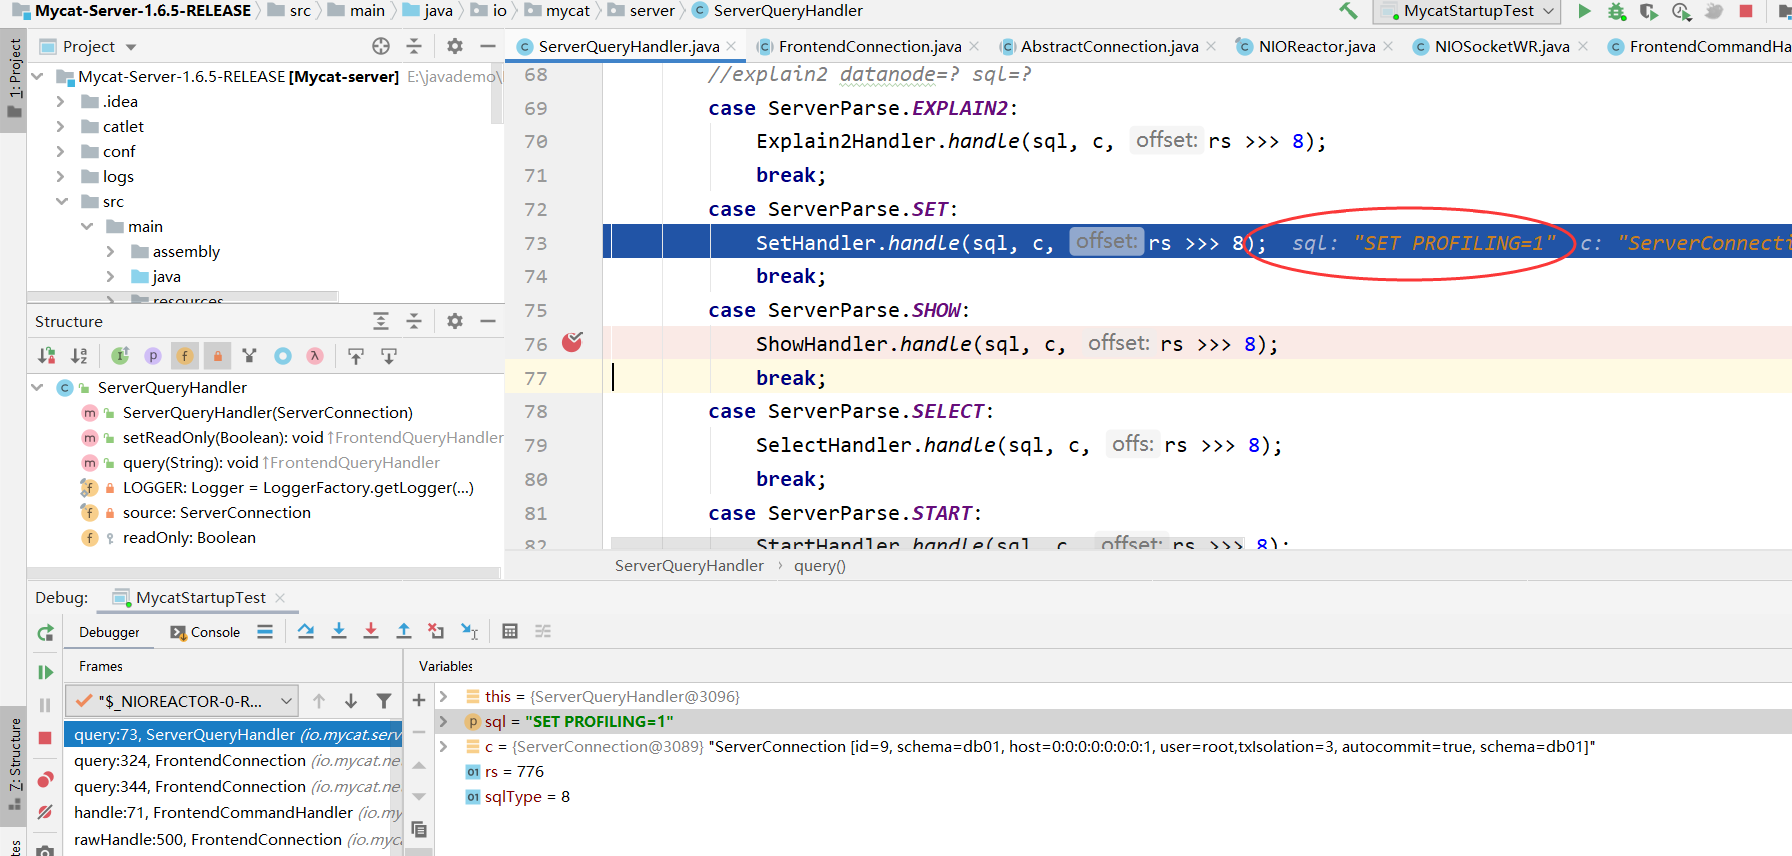 Mycat-Server-1.6.5-RELEASE src main java io mycat server ServerQueryHandler MycatStartupTest
1: Project
Project
ServerQueryHandler.java FrontendConnection.java AbstractConnection.java NIOReactor.java NIOSocketWR.java FrontendCommandHa
Mycat-Server-1.6.5-RELEASE [Mycat-server] E:\javademo\
.idea
catlet
conf
logs
src
main
assembly
java
resources
68 //explain2 datanode=? sql=?
69 case ServerParse.EXPLAIN2:
70 Explain2Handler.handle(sql, c, offset: rs >>> 8);
71 break;
72 case ServerParse.SET:
73 SetHandler.handle(sql, c, offset: rs >>> 8); sql: "SET PROFILING=1" c: "ServerConnecti
74 break;
75 case ServerParse.SHOW:
76 ShowHandler.handle(sql, c, offset: rs >>> 8);
77 break;
78 case ServerParse.SELECT:
79 SelectHandler.handle(sql, c, offs: rs >>> 8);
80 break;
81 case ServerParse.START:
82 StartHandler.handle(sql, c, offset: rs >>> 8);
ServerQueryHandler › query()
Structure
ServerQueryHandler
ServerQueryHandler(ServerConnection)
setReadOnly(Boolean): void ↑FrontendQueryHandler
query(String): void ↑FrontendQueryHandler
LOGGER: Logger = LoggerFactory.getLogger(...)
source: ServerConnection
readOnly: Boolean
Debug: MycatStartupTest
Debugger Console
Frames Variables
"$_NIOREACTOR-0-R...
query:73, ServerQueryHandler (io.mycat.serv
query:324, FrontendConnection (io.mycat.ne
query:344, FrontendConnection (io.mycat.ne
handle:71, FrontendCommandHandler (io.myc
rawHandle:500, FrontendConnection (io.myc
this = {ServerQueryHandler@3096}
sql = "SET PROFILING=1"
c = {ServerConnection@3089} "ServerConnection [id=9, schema=db01, host=0:0:0:0:0:0:0:1, user=root,txIsolation=3, autocommit=true, schema=db01]"
rs = 776
sqlType = 8
7: Structure